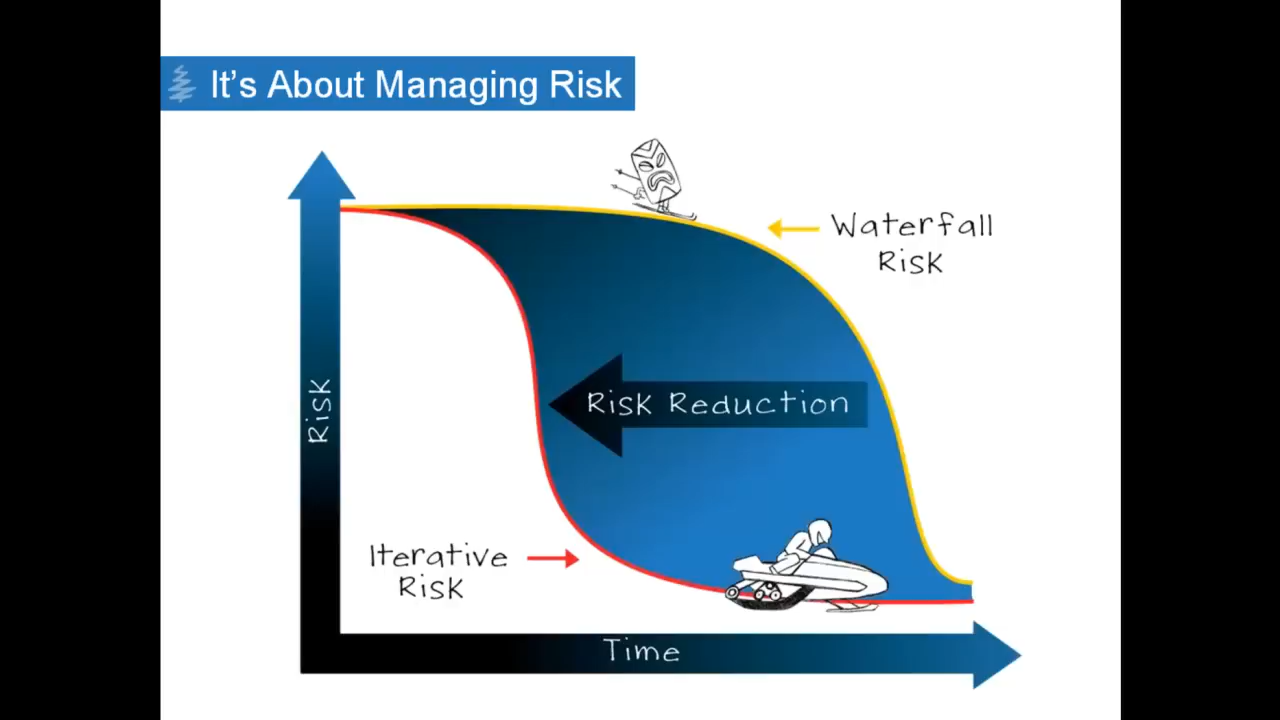 It's About Managing Risk
Waterfall
Risk
Risk Reduction
Risk
Iterative
Risk
Time